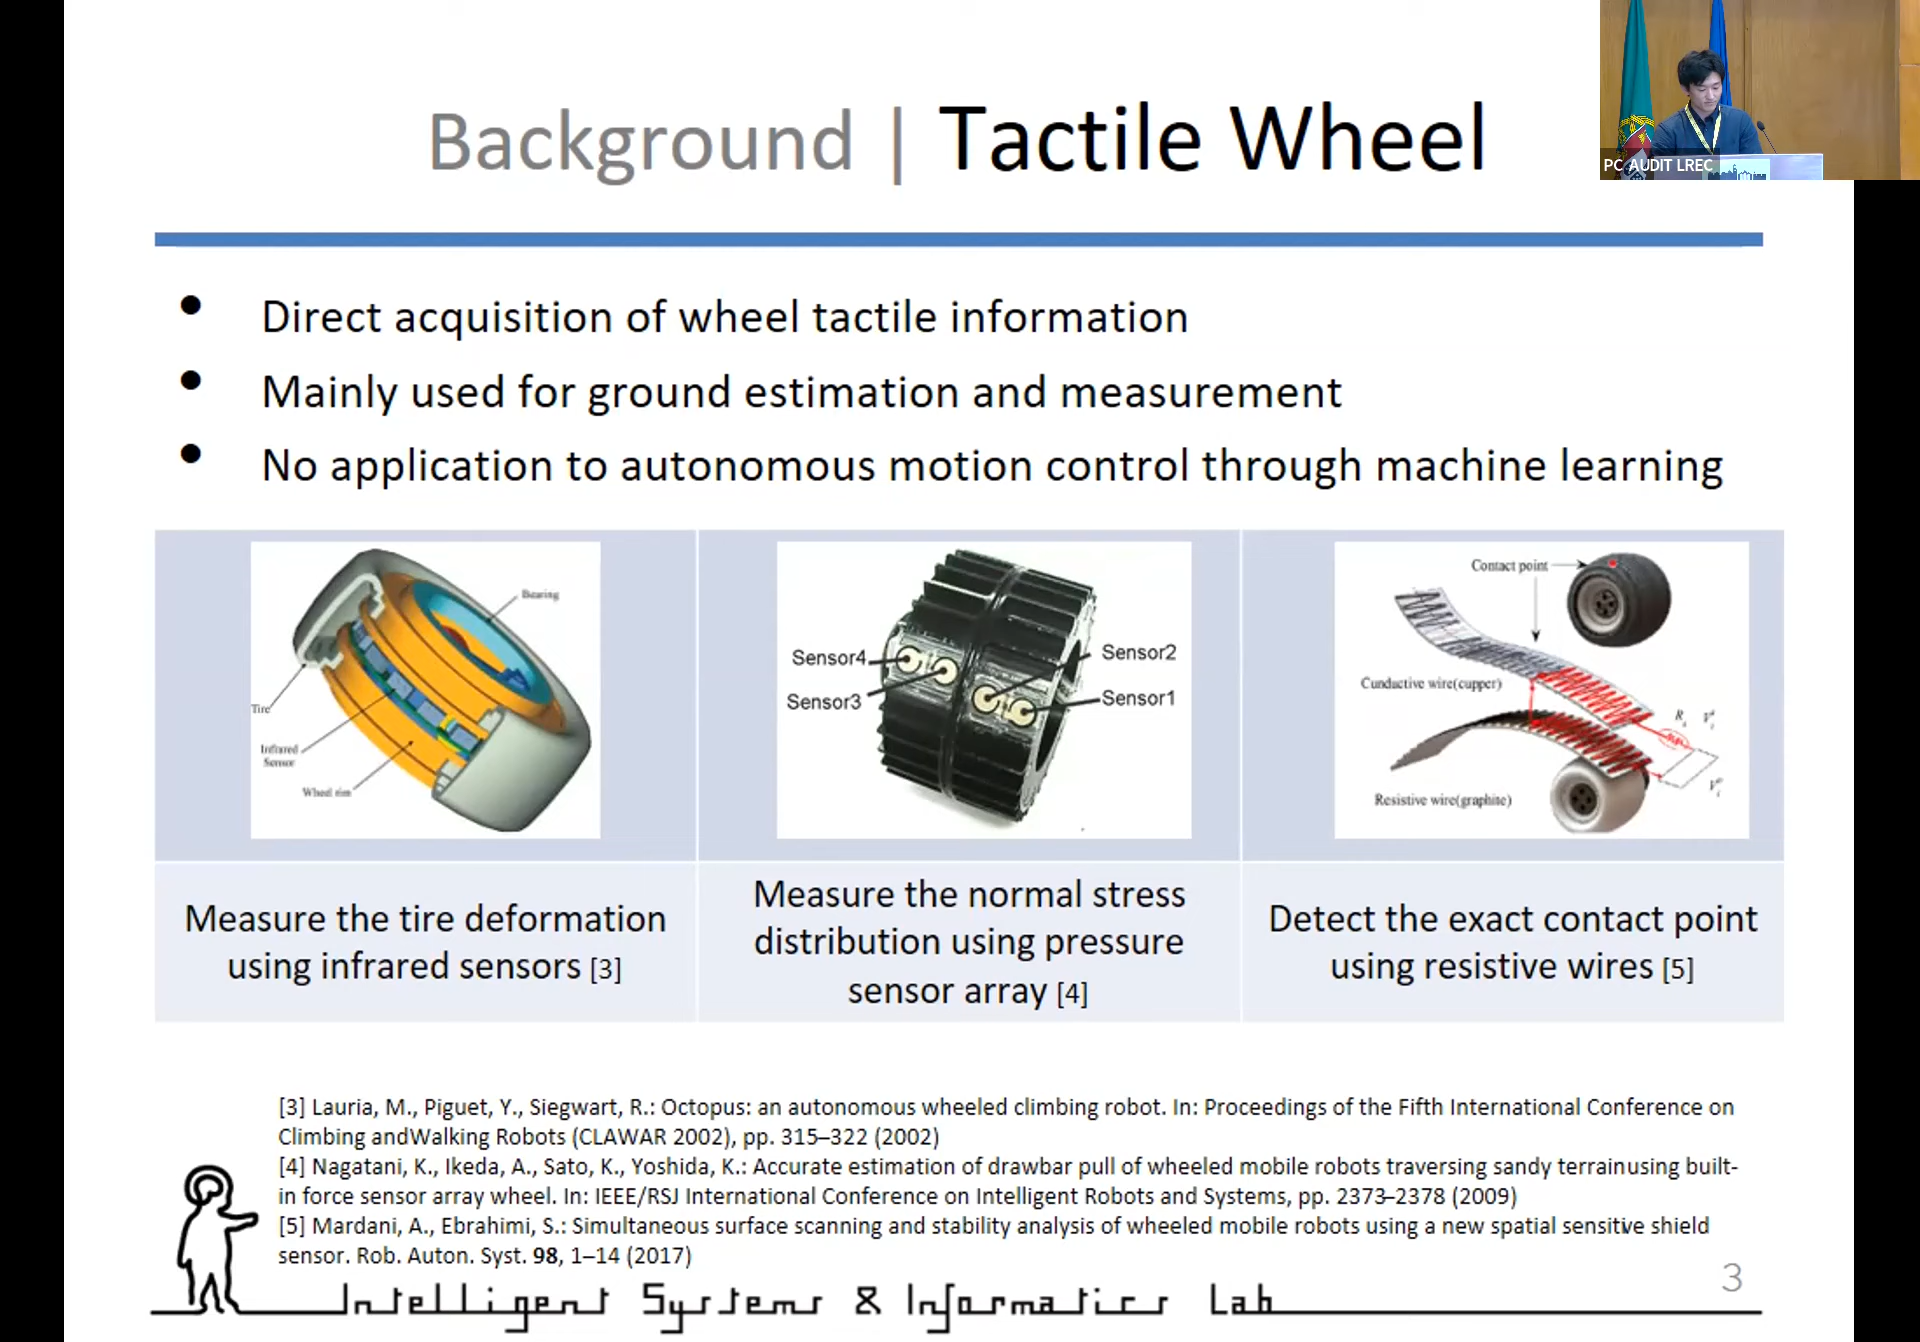 Background | Tactile Wheel
PC AUDIT LREC
• Direct acquisition of wheel tactile information
• Mainly used for ground estimation and measurement
• No application to autonomous motion control through machine learning
Bearing
Tire
Infrared
Sensor
Wheel rim
Sensor4
Sensor3
Sensor2
Sensor1
Contact point
Cunductive wire(cupper)
Resistive wire(graphine)
Measure the tire deformation
using infrared sensors [3]
Measure the normal stress
distribution using pressure
sensor array [4]
Detect the exact contact point
using resistive wires [5]
[3] Lauria, M., Piguet, Y., Siegwart, R.: Octopus: an autonomous wheeled climbing robot. In: Proceedings of the Fifth International Conference on
Climbing andWalking Robots (CLAWAR 2002), pp. 315–322 (2002)
[4] Nagatani, K., Ikeda, A., Sato, K., Yoshida, K.: Accurate estimation of drawbar pull of wheeled mobile robots traversing sandy terrainusing built-
in force sensor array wheel. In: IEEE/RSJ International Conference on Intelligent Robots and Systems, pp. 2373–2378 (2009)
[5] Mardani, A., Ebrahimi, S.: Simultaneous surface scanning and stability analysis of wheeled mobile robots using a new spatial sensitive shield
sensor. Rob. Auton. Syst. 98, 1–14 (2017)
3
Intelligent Systems & Informatics Lab